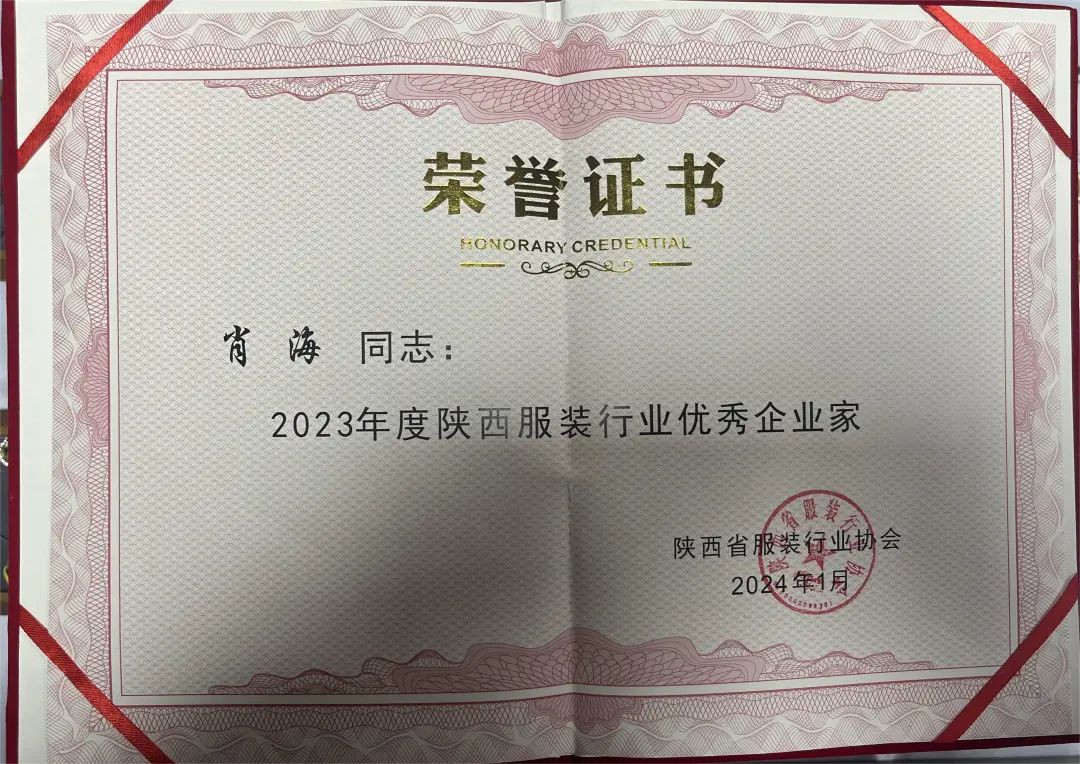 荣誉证书
HONORARY CREDENTIAL
肖 海 同志：
2023年度陕西服装行业优秀企业家
陕西省服装行业协会
2024年1月